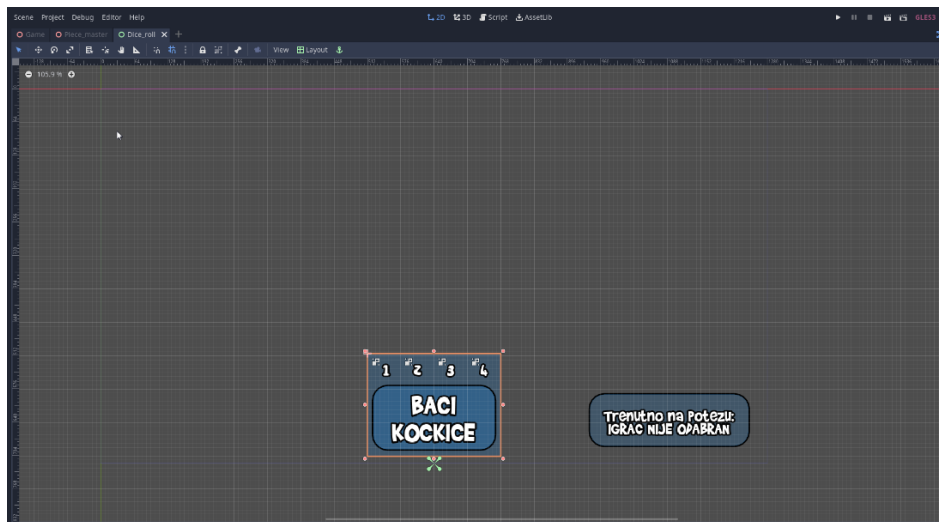 Scene Project Debug Editor Help
2D 3D Script AssetLib
GLES3
Game Piece_master Dice_roll
View Layout
105.9 %
1 2 3 4
BACI
KOCKICE
Trenutno na Potezu:
IGRAC NIJE ODABRAN